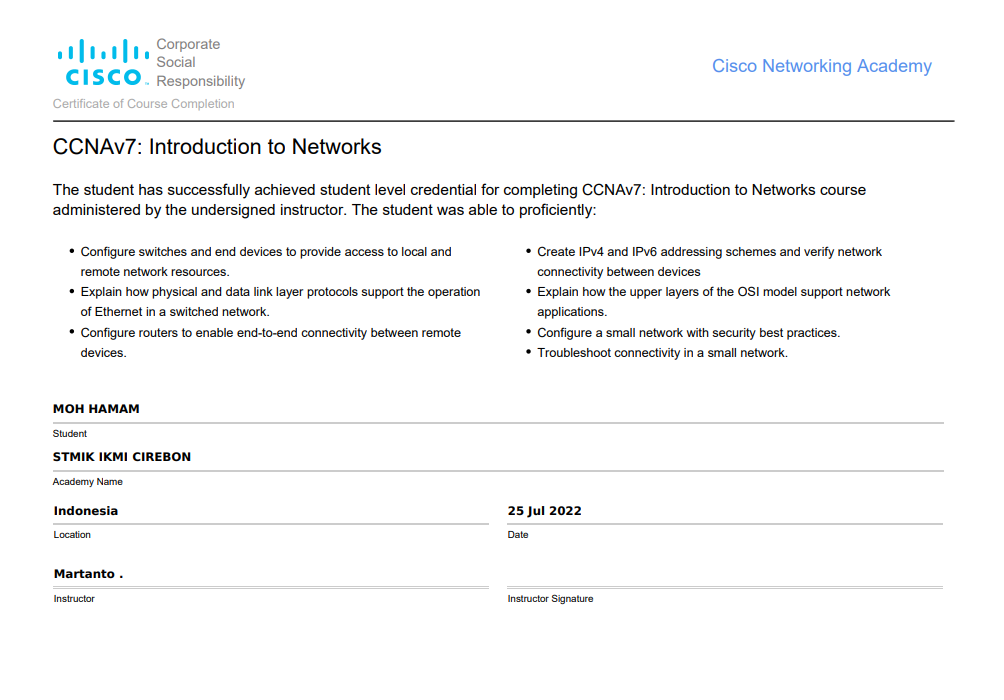 Corporate
Social
Responsibility
CISCO™
Cisco Networking Academy
Certificate of Course Completion
CCNAv7: Introduction to Networks
The student has successfully achieved student level credential for completing CCNAv7: Introduction to Networks course
administered by the undersigned instructor. The student was able to proficiently:
• Configure switches and end devices to provide access to local and
remote network resources.
• Explain how physical and data link layer protocols support the operation
of Ethernet in a switched network.
• Configure routers to enable end-to-end connectivity between remote
devices.
• Create IPv4 and IPv6 addressing schemes and verify network
connectivity between devices
• Explain how the upper layers of the OSI model support network
applications.
• Configure a small network with security best practices.
• Troubleshoot connectivity in a small network.
MOH HAMAM
Student
STMIK IKMI CIREBON
Academy Name
Indonesia
Location
25 Jul 2022
Date
Martanto .
Instructor
Instructor Signature